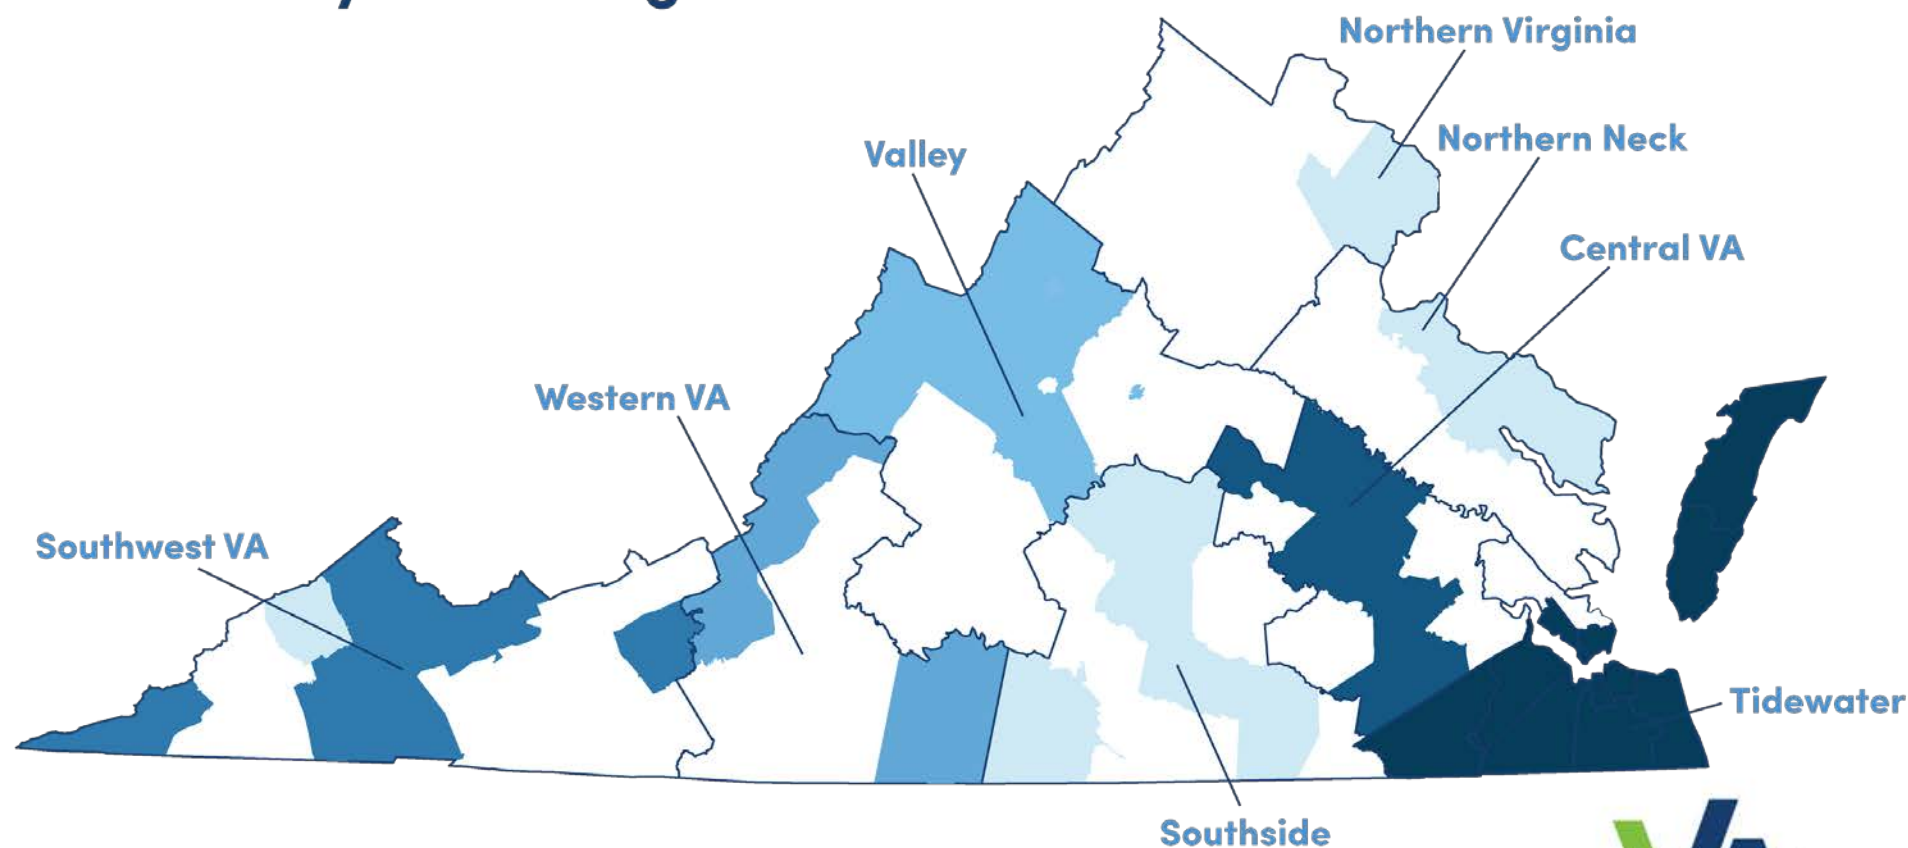 Northern Virginia
Northern Neck
Valley
Central VA
Western VA
Southwest VA
Tidewater
Southside